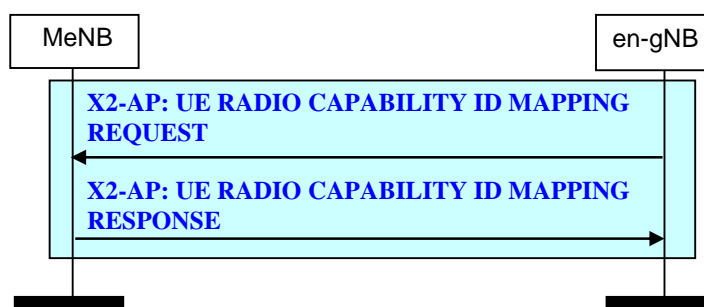 MeNB
en-gNB
X2-AP: UE RADIO CAPABILITY ID MAPPING
REQUEST
X2-AP: UE RADIO CAPABILITY ID MAPPING
RESPONSE